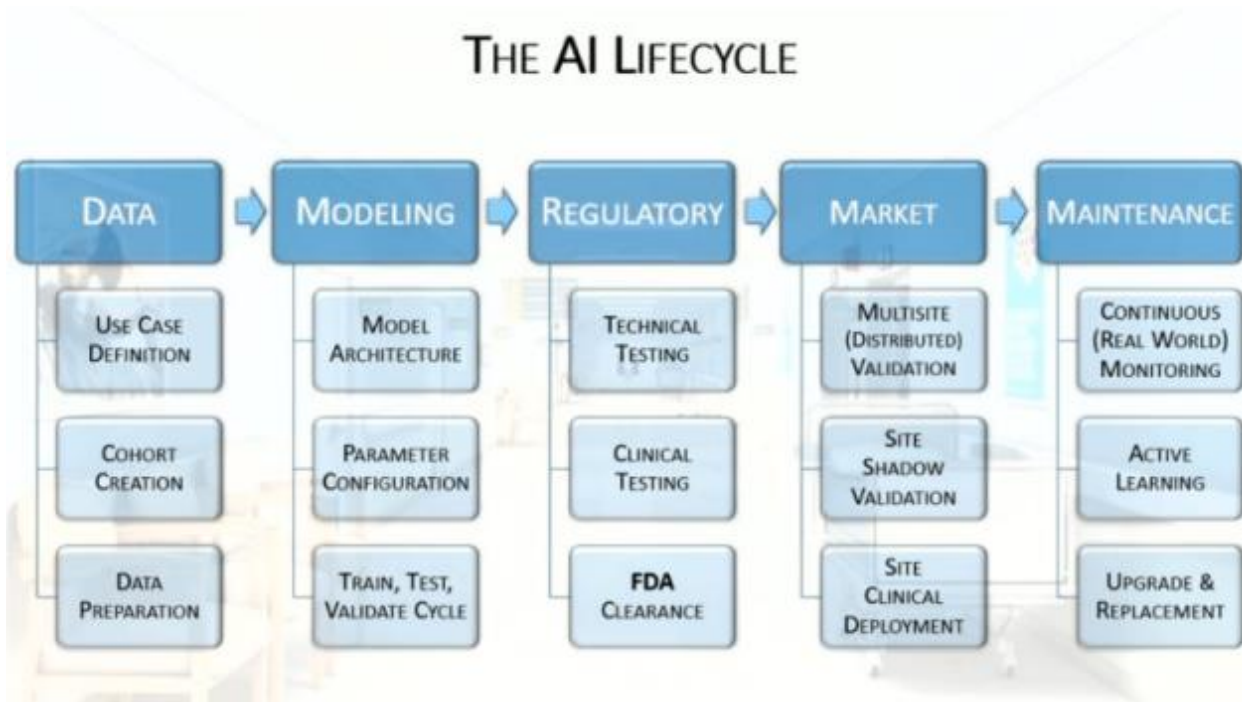 THE AI LIFECYCLE
DATA
MODELING
REGULATORY
MARKET
MAINTENANCE
USE CASE
DEFINITION
COHORT
CREATION
DATA
PREPARATION
MODEL
ARCHITECTURE
PARAMETER
CONFIGURATION
TRAIN, TEST,
VALIDATE CYCLE
TECHNICAL
TESTING
CLINICAL
TESTING
FDA
CLEARANCE
MULTISITE
(DISTRIBUTED)
VALIDATION
SITE
SHADOW
VALIDATION
SITE
CLINICAL
DEPLOYMENT
CONTINUOUS
(REAL WORLD)
MONITORING
ACTIVE
LEARNING
UPGRADE &
REPLACEMENT